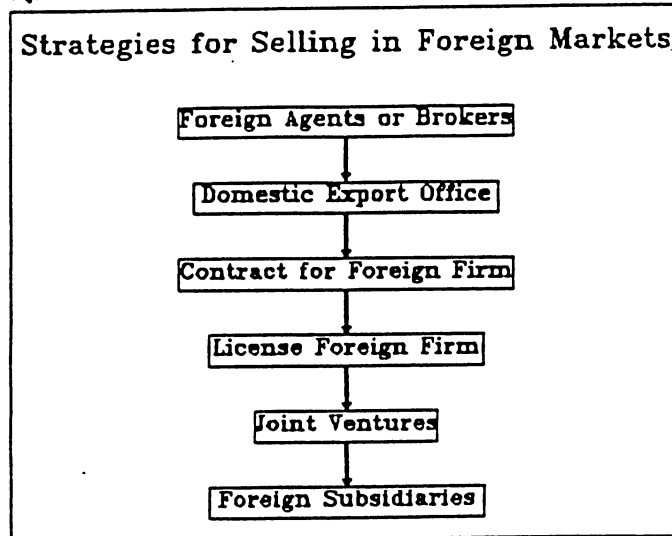 Strategies for Selling in Foreign Markets
Foreign Agents or Brokers
Domestic Export Office
Contract for Foreign Firm
License Foreign Firm
Joint Ventures
Foreign Subsidiaries